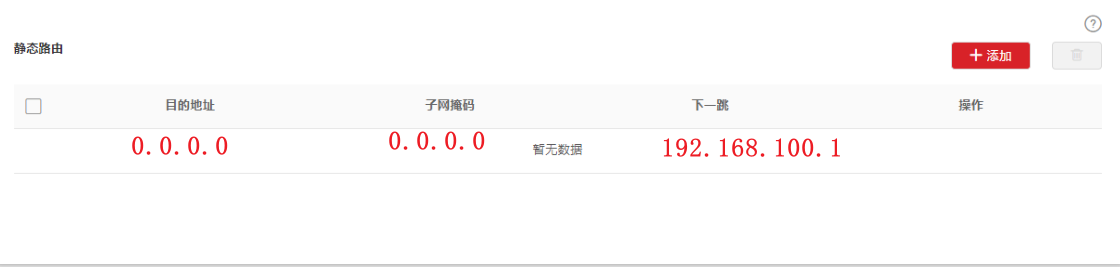 ?
静态路由
添加
目的地址 子网掩码 下一跳 操作
0.0.0.0 0.0.0.0 暂无数据 192.168.100.1